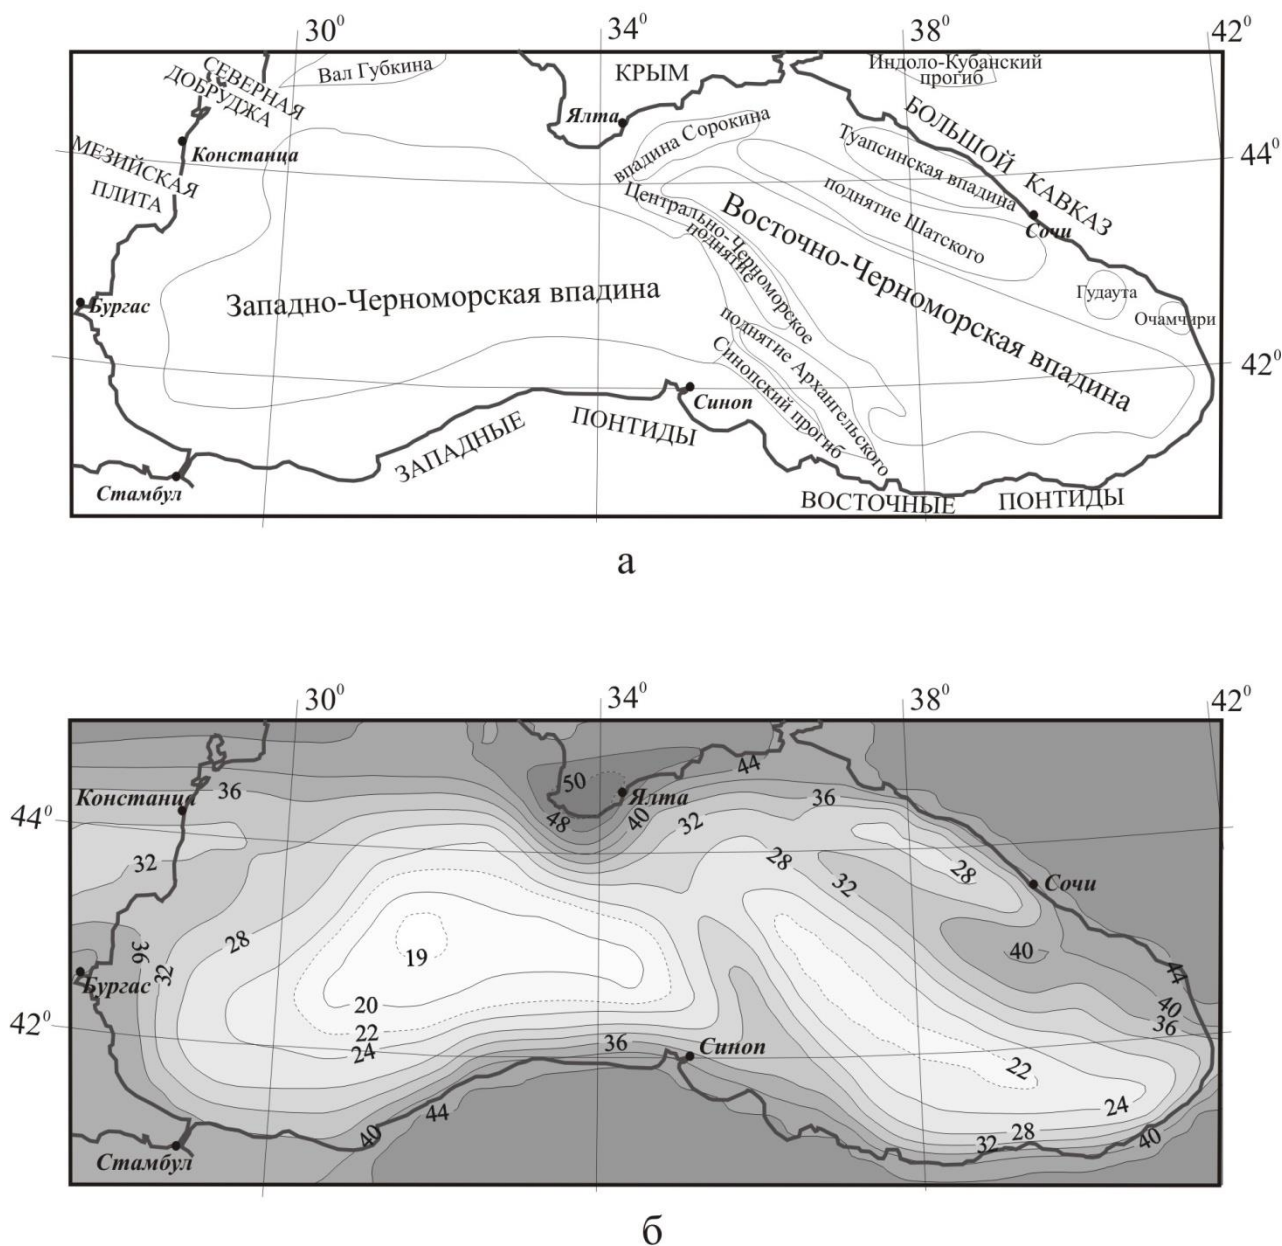 30⁰ 34⁰ 38⁰ 42⁰
Вал Губкина
КРЫМ
Индоло-Кубанский
прогиб
СЕВЕРНАЯ
ДОБРУДЖА
Ялта
впадина Сорокина
БОЛЬШОЙ КАВКАЗ
Туапсинская впадина
44⁰
МЕЗИЙСКАЯ
ПЛИТА
Констанца
поднятие Шатского
Сочи
Центрально-Черноморское
поднятие
Восточно-Черноморская впадина
Западно-Черноморская впадина
Бургас
Гудаута
Очамчири
поднятие Архангельского
Синопский прогиб
42⁰
Синоп
ЗАПАДНЫЕ ПОНТИДЫ
Стамбул
ВОСТОЧНЫЕ ПОНТИДЫ
а
30⁰ 34⁰ 38⁰ 42⁰
44
50
Констанца 36
Ялта
36
44⁰
48
40
32
32
28
32
28
Сочи
28
40
36
32
19
44
Бургас
20
40
36
42⁰
22
24
36
Синоп
22
24
44
40
28
32
40
Стамбул
б